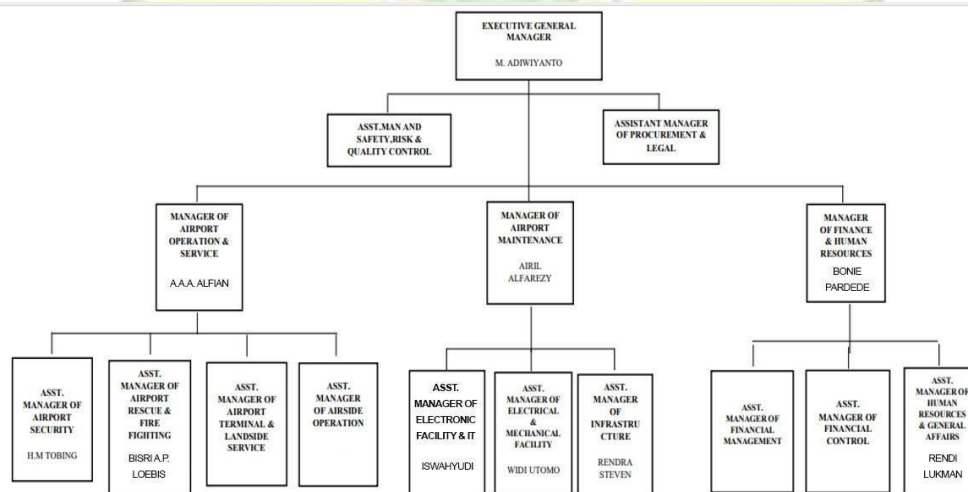 EXECUTIVE GENERAL
MANAGER
M. ADIWIYANTO
ASST,MAN AND
SAFETY,RISK &
QUALITY CONTROL
ASSISTANT MANAGER
OF PROCUREMENT &
LEGAL
MANAGER OF
AIRPORT
OPERATION &
SERVICE
A.A.A. ALFIAN
MANAGER OF
AIRPORT
MAINTENANCE
AIRIL
ALFAREZY
MANAGER
OF FINANCE
& HUMAN
RESOURCES
BONIE
PARDEDE
ASST.
MANAGER OF
AIRPORT
SECURITY
H.M TOBING
ASST.
MANAGER OF
AIRPORT
RESCUE &
FIRE
FIGHTING
BISRI A.P.
LOEBIS
ASST.
MANAGER OF
AIRPORT
TERMINAL &
LANDSIDE
SERVICE
ASST.
MANAGER
OF AIRSIDE
OPERATION
ASST.
MANAGER OF
ELECTRONIC
FACILITY & IT
ISWAHYUDI
ASST.
MANAGER OF
ELECTRICAL
&
MECHANICAL
FACILITY
WIDI UTOMO
ASST.
MANAGER
OF
INFRASTRU
CTURE
RENDRA
STEVEN
ASST.
MANAGER OF
FINANCIAL
MANAGEMENT
ASST.
MANAGER OF
FINANCIAL
CONTROL
ASST.
MANAGER OF
HUMAN
RESOURCES
& GENERAL
AFFAIRS
RENDI
LUKMAN